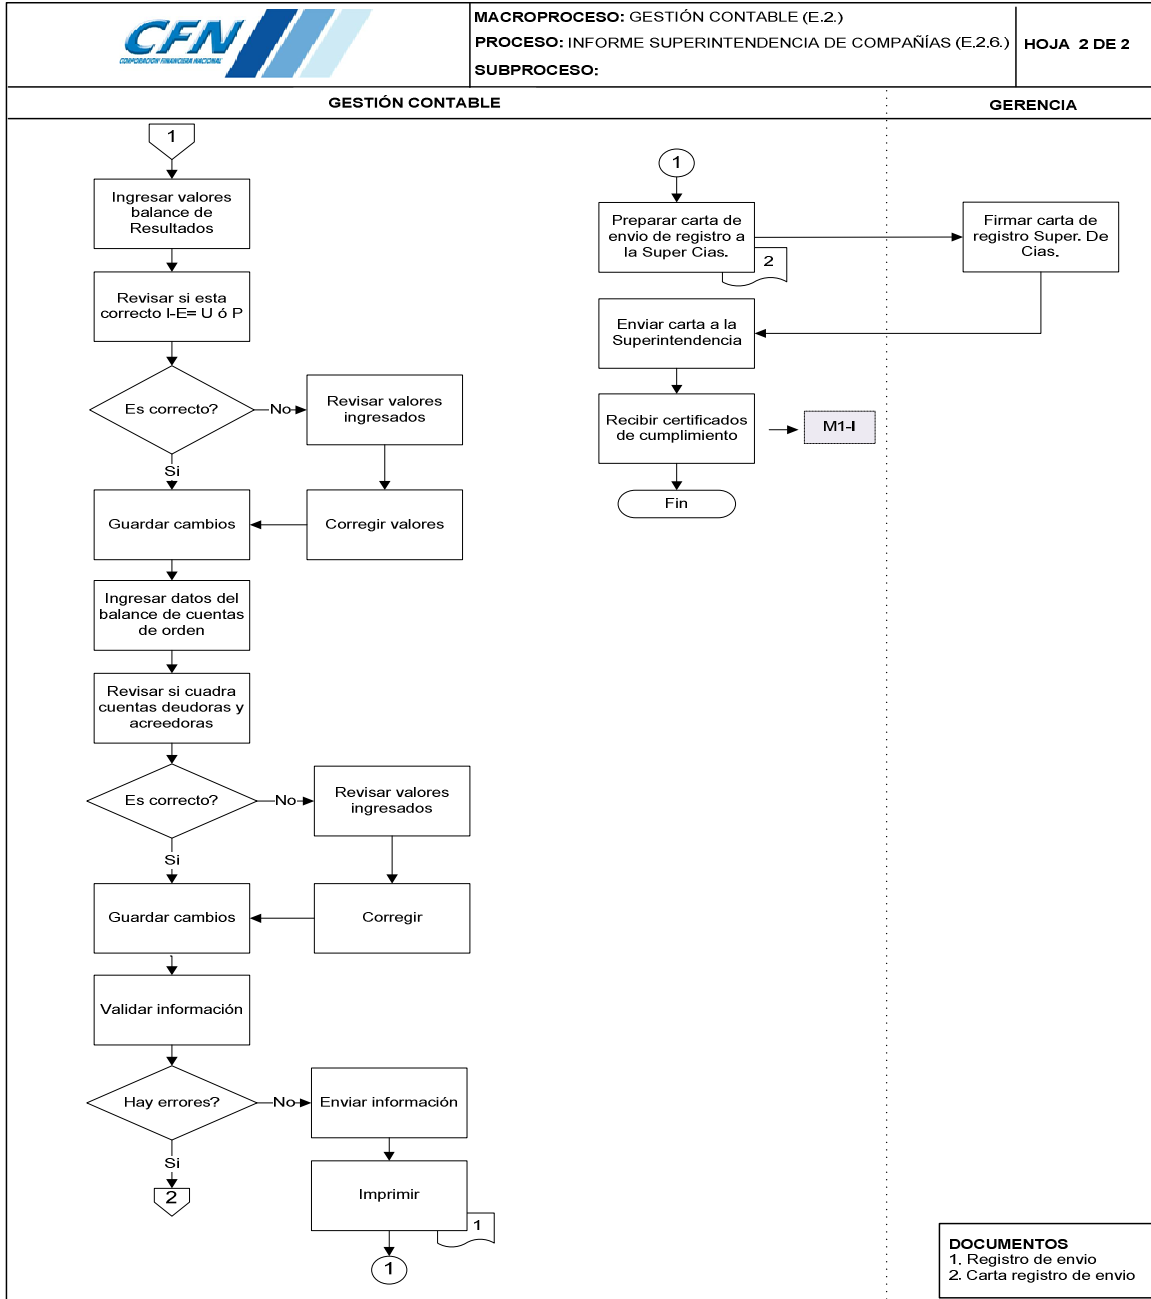 CFN
CORPORACION FINANCIERA NACIONAL
MACROPROCESO: GESTIÓN CONTABLE (E.2.)
PROCESO: INFORME SUPERINTENDENCIA DE COMPAÑÍAS (E.2.6.)
SUBPROCESO:
HOJA 2 DE 2
GESTIÓN CONTABLE
GERENCIA
1
Ingresar valores
balance de
Resultados
Revisar si esta
correcto I-E= U ó P
Es correcto?
No
Revisar valores
ingresados
Si
Guardar cambios
Corregir valores
Ingresar datos del
balance de cuentas
de orden
Revisar si cuadra
cuentas deudoras y
acreedoras
Es correcto?
No
Revisar valores
ingresados
Si
Guardar cambios
Corregir
Validar información
Hay errores?
No
Enviar información
Si
2
Imprimir
1
1
1
Preparar carta de
envio de registro a
la Super Cias.
2
Firmar carta de
registro Super. De
Cias.
Enviar carta a la
Superintendencia
Recibir certificados
de cumplimiento
M1-I
Fin
DOCUMENTOS
1. Registro de envio
2. Carta registro de envio